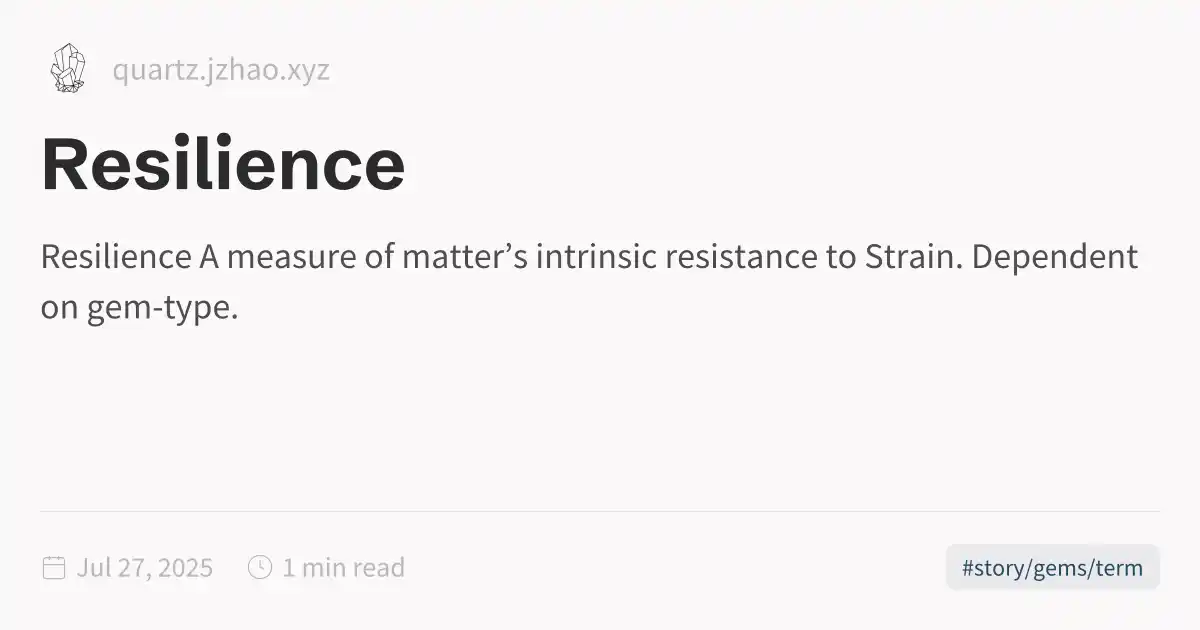 quartz.jzhao.xyz
Resilience
Resilience A measure of matter’s intrinsic resistance to Strain. Dependent
on gem-type.
Jul 27, 2025
1 min read
#story/gems/term